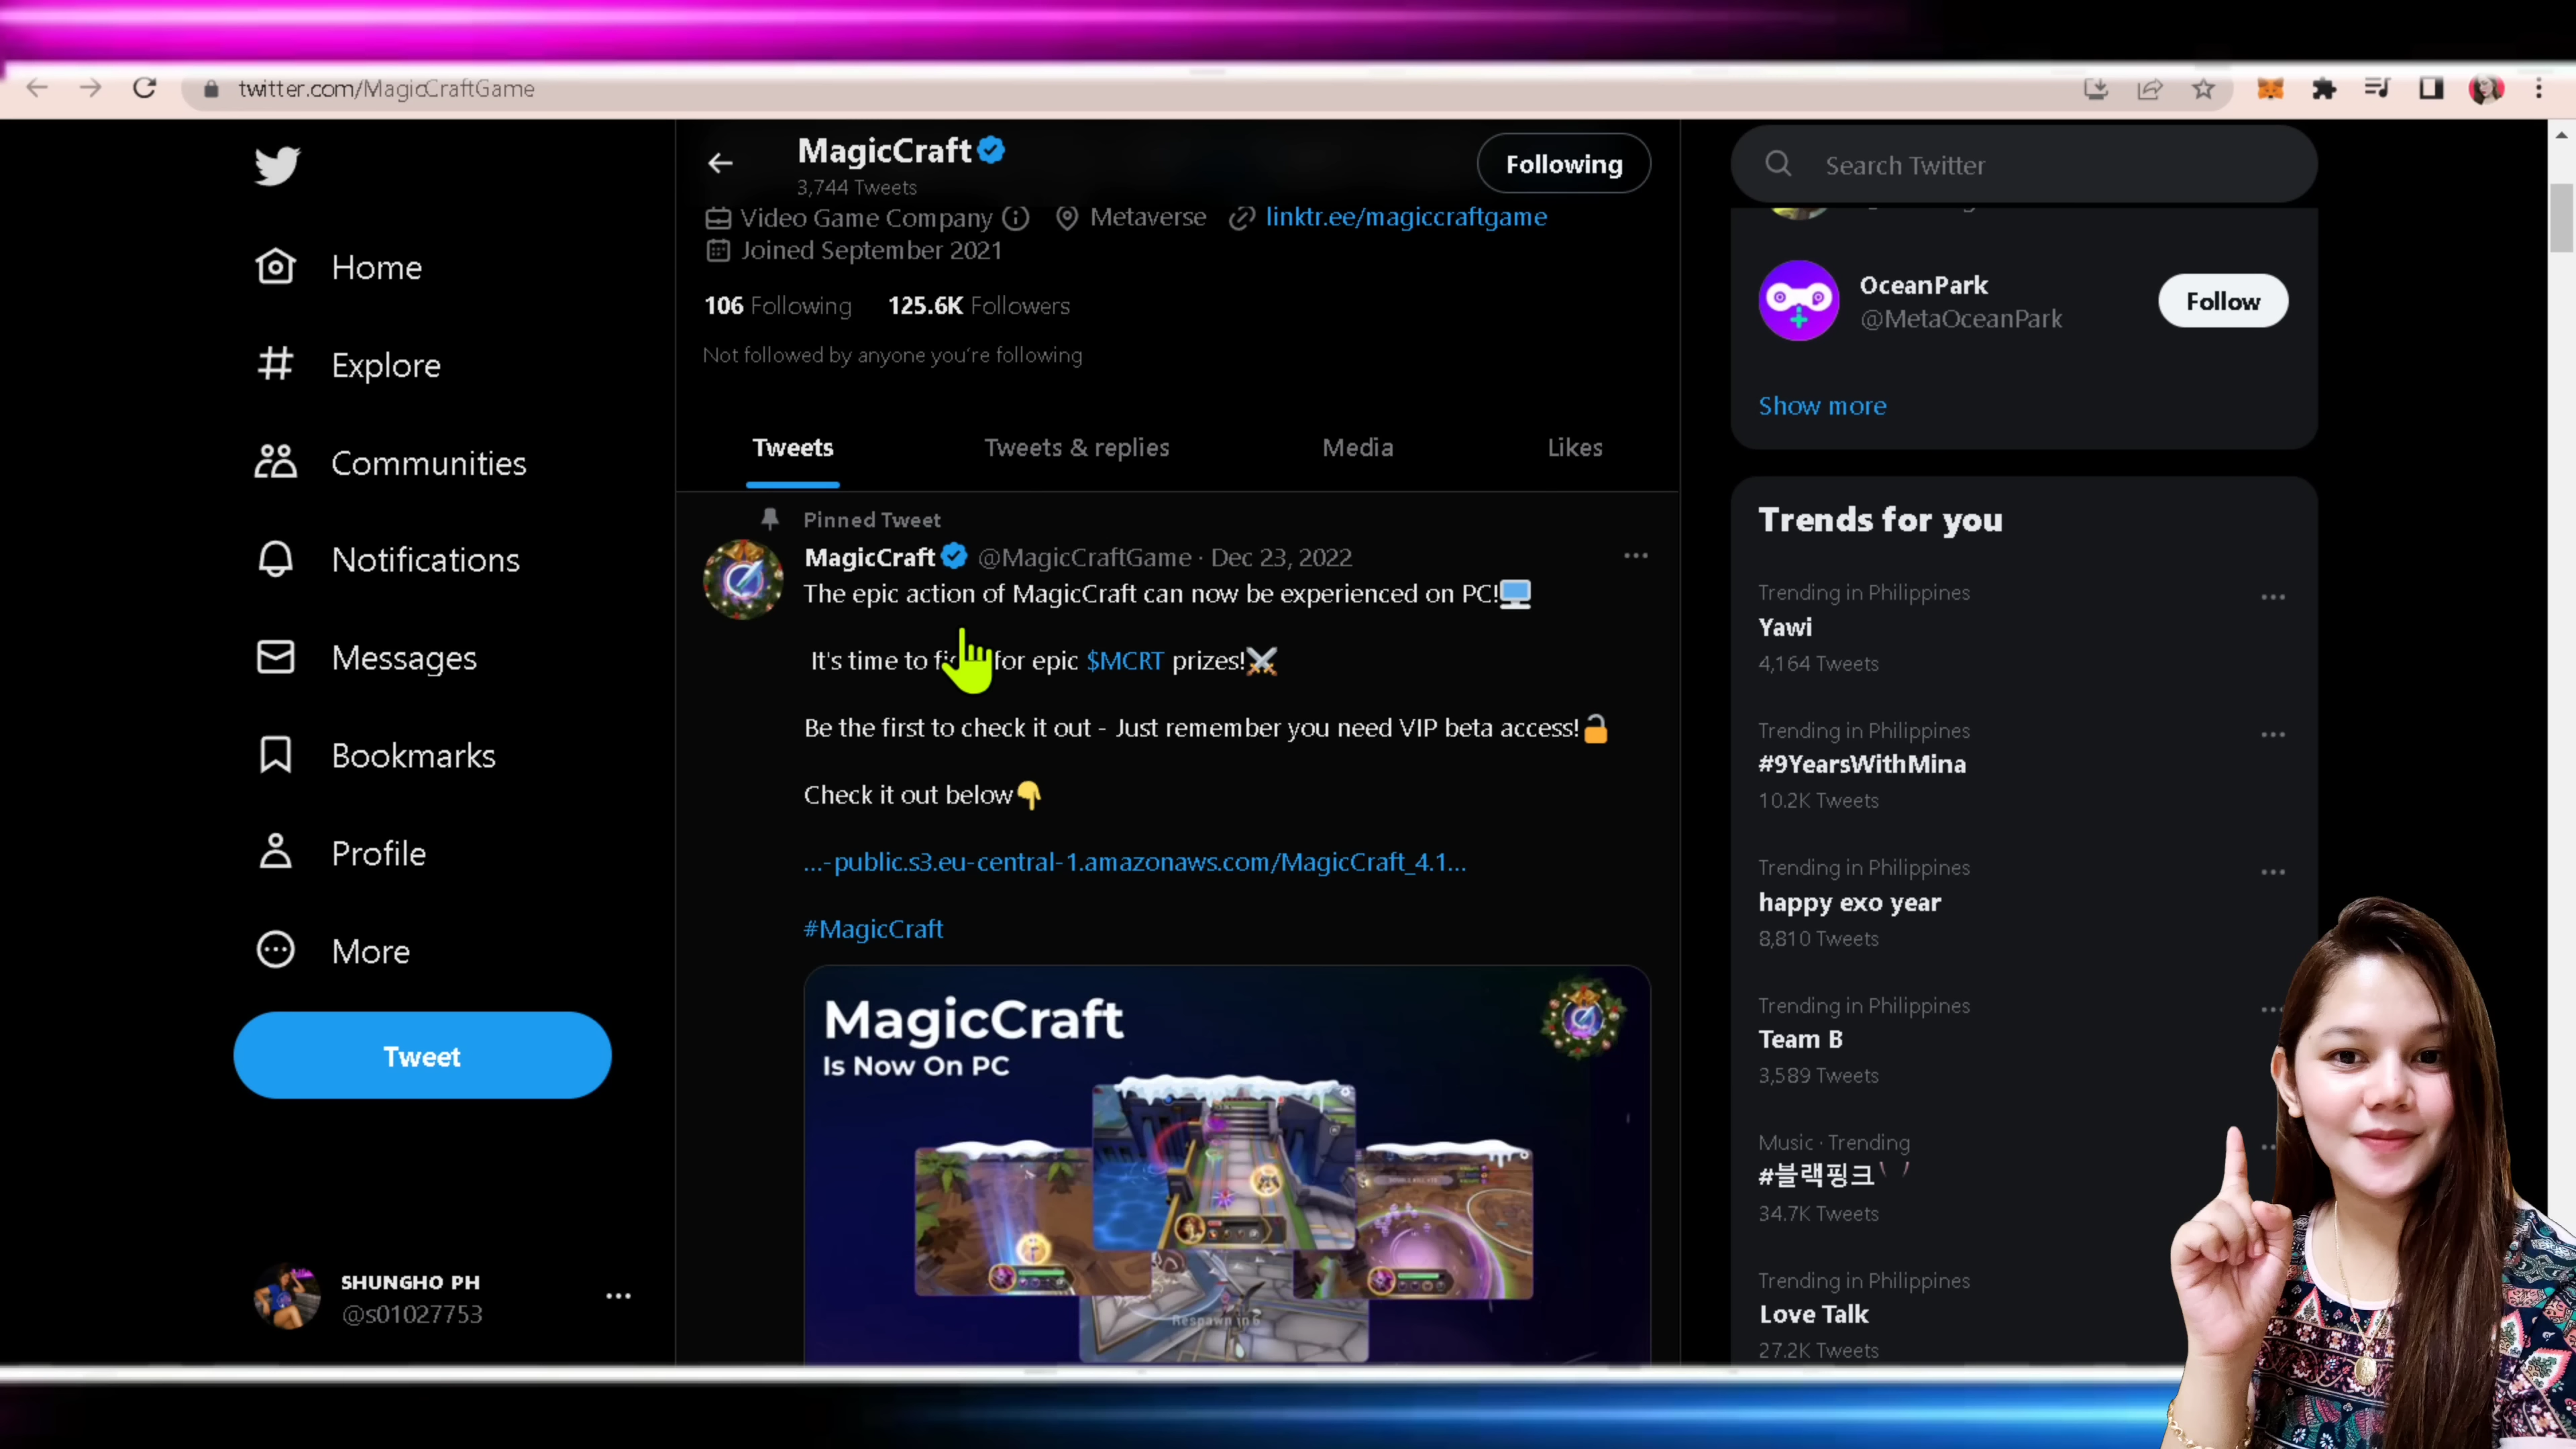 twitter.com/MagicCraftGame
MagicCraft
3,744 Tweets
Following
Search Twitter
Video Game Company
Metaverse
linktr.ee/magiccraftgame
Joined September 2021
106 Following
125.6K Followers
Not followed by anyone you're following
Tweets
Tweets & replies
Media
Likes
Home
Explore
Communities
Notifications
Messages
Bookmarks
Profile
More
Tweet
SHUNGHO PH
@s01027753
Pinned Tweet
MagicCraft @MagicCraftGame · Dec 23, 2022
The epic action of MagicCraft can now be experienced on PC!
It's time to for epic $MCRT prizes!
Be the first to check it out - Just remember you need VIP beta access!
Check it out below
...-public.s3.eu-central-1.amazonaws.com/MagicCraft_4.1...
#MagicCraft
MagicCraft
Is Now On PC
Respawn in 6
OceanPark
@MetaOceanPark
Follow
Show more
Trends for you
Trending in Philippines
Yawi
4,164 Tweets
Trending in Philippines
#9YearsWithMina
10.2K Tweets
Trending in Philippines
happy exo year
8,810 Tweets
Trending in Philippines
Team B
3,589 Tweets
Music · Trending
#블랙핑크
34.7K Tweets
Trending in Philippines
Love Talk
27.2K Tweets